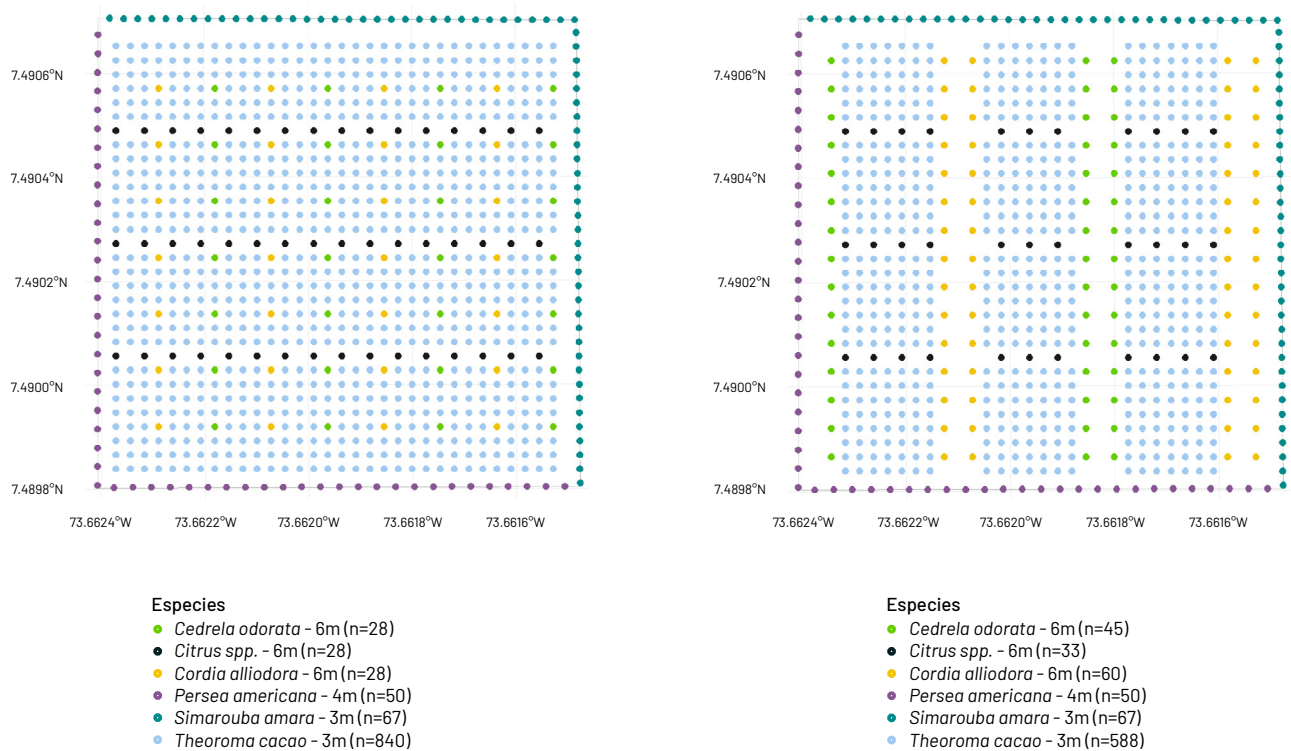 7.4906°N
7.4904°N
7.4902°N
7.4900°N
7.4898°N
73.6624°W 73.6622°W 73.6620°W 73.6618°W 73.6616°W
Especies
Cedrela odorata - 6m (n=28)
Citrus spp. - 6m (n=28)
Cordia alliodora - 6m (n=28)
Persea americana - 4m (n=50)
Simarouba amara - 3m (n=67)
Theoroma cacao - 3m (n=840)
7.4906°N
7.4904°N
7.4902°N
7.4900°N
7.4898°N
73.6624°W 73.6622°W 73.6620°W 73.6618°W 73.6616°W
Especies
Cedrela odorata - 6m (n=45)
Citrus spp. - 6m (n=33)
Cordia alliodora - 6m (n=60)
Persea americana - 4m (n=50)
Simarouba amara - 3m (n=67)
Theoroma cacao - 3m (n=588)